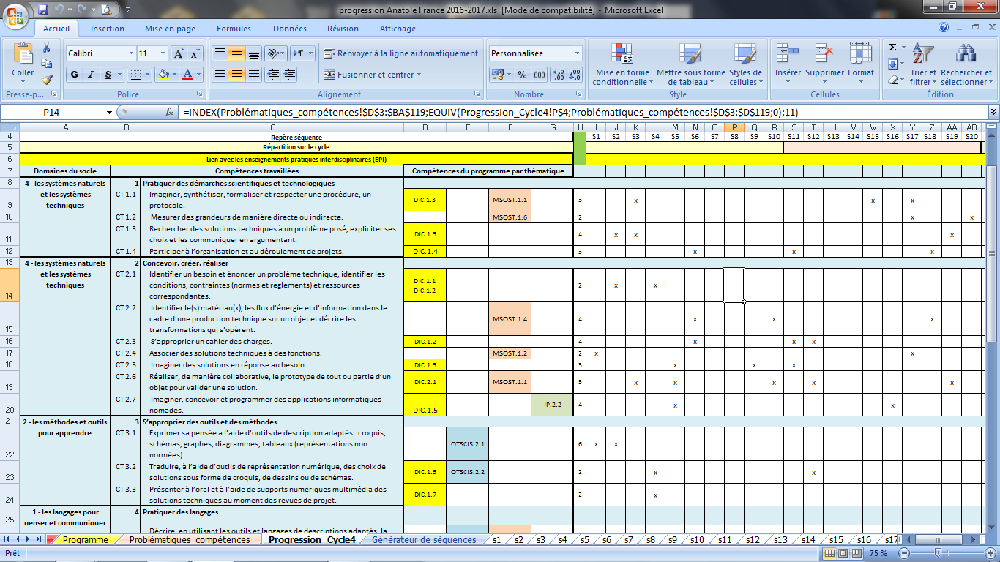 progression Anatole France 2016-2017.xls [Mode de compatibilité] - Microsoft Excel
Accueil Insertion Mise en page Formules Données Révision Affichage
Calibri 11 Renvoyer à la ligne automatiquement Personnalisée
Coller G I S Fusionner et centrer % 000
Mise en forme conditionnelle Mettre sous forme de tableau Styles de cellules Insérer Supprimer Format Trier et filtrer Rechercher et sélectionner
Presse-p... Police Alignement Nombre Style Cellules Édition
P14 fx =INDEX(Problématiques_compétences!$D$3:$BA$119;EQUIV(Progression_Cycle4!P$4;Problématiques_compétences!$D$3:$D$119;0);11)
A B C D E F G H I J K L M N O P Q R S T U V W X Y Z AA AB
4 Repère séquence S1 S2 S3 S4 S5 S6 S7 S8 S9 S10 S11 S12 S13 S14 S15 S16 S17 S18 S19 S20
5 Répartition sur le cycle
6 Lien avec les enseignements pratiques interdisciplinaires (EPI)
7 Domaines du socle Compétences travaillées Compétences du programme par thématique
8 4 - les systèmes naturels et les systèmes techniques 1 Pratiquer des démarches scientifiques et technologiques
9 CT 1.1 Imaginer, synthétiser, formaliser et respecter une procédure, un protocole. DIC.1.3 MSOST.1.1 3 x x x
10 CT 1.2 Mesurer des grandeurs de manière directe ou indirecte. MSOST.1.6 2 x x
11 CT 1.3 Rechercher des solutions techniques à un problème posé, expliciter ses choix et les communiquer en argumentant. DIC.1.5 4 x x x
12 CT 1.4 Participer à l'organisation et au déroulement de projets. DIC.1.4 3 x x x
13 4 - les systèmes naturels et les systèmes techniques 2 Concevoir, créer, réaliser
14 CT 2.1 Identifier un besoin et énoncer un problème technique, identifier les conditions, contraintes (normes et règlements) et ressources correspondantes. DIC.1.1 DIC.1.2 2 x x
15 CT 2.2 Identifier le(s) matériau(x), les flux d'énergie et d'information dans le cadre d'une production technique sur un objet et décrire les transformations qui s'opèrent. MSOST.1.4 4 x x x
16 CT 2.3 S'approprier un cahier des charges. DIC.1.2 4 x x x
17 CT 2.4 Associer des solutions techniques à des fonctions. MSOST.1.2 2 x x
18 CT 2.5 Imaginer des solutions en réponse au besoin. DIC.1.5 3 x x x
19 CT 2.6 Réaliser, de manière collaborative, le prototype de tout ou partie d'un objet pour valider une solution. DIC.2.1 MSOST.1.1 5 x x x x x
20 CT 2.7 Imaginer, concevoir et programmer des applications informatiques nomades. DIC.1.5 IP.2.2 4 x x
21 2 - les méthodes et outils pour apprendre 3 S'approprier des outils et des méthodes
22 CT 3.1 Exprimer sa pensée à l'aide d'outils de description adaptés : croquis, schémas, graphes, diagrammes, tableaux (représentations non normées). OTSCIS.2.1 6 x x
23 CT 3.2 Traduire, à l'aide d'outils de représentation numérique, des choix de solutions sous forme de croquis, de dessins ou de schémas. DIC.1.5 OTSCIS.2.2 2 x x
24 CT 3.3 Présenter à l'oral et à l'aide de supports numériques multimédia des solutions techniques au moment des revues de projet. DIC.1.7 2 x
25 1 - les langages pour penser et communiquer 4 Pratiquer des langages
Décrire, en utilisant les outils et langages de descriptions adaptés, la
Programme Problématiques_compétences Progression_Cycle4 Générateur de séquences s1 s2 s3 s4 s5 s6 s7 s8 s9 s10 s11 s12 s13 s14 s15 s16 s17
Prêt 75 %